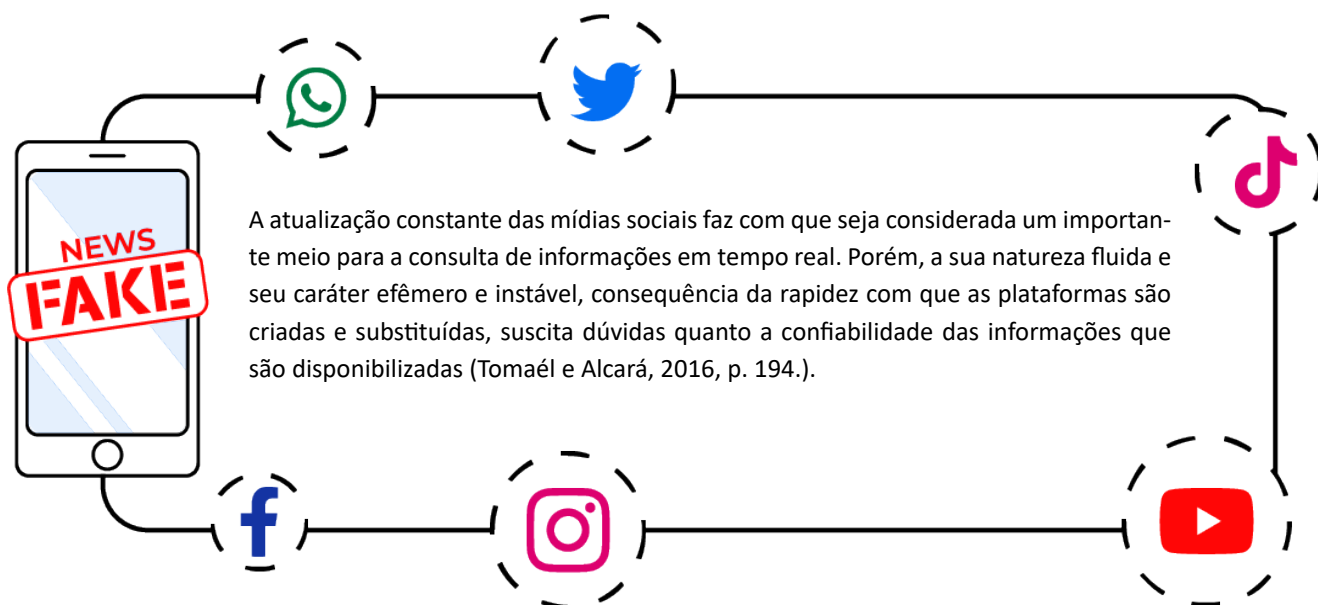 NEWS
FAKE
A atualização constante das mídias sociais faz com que seja considerada um importan-
te meio para a consulta de informações em tempo real. Porém, a sua natureza fluida e
seu caráter efêmero e instável, consequência da rapidez com que as plataformas são
criadas e substituídas, suscita dúvidas quanto a confiabilidade das informações que
são disponibilizadas (Tomaél e Alcará, 2016, p. 194.).